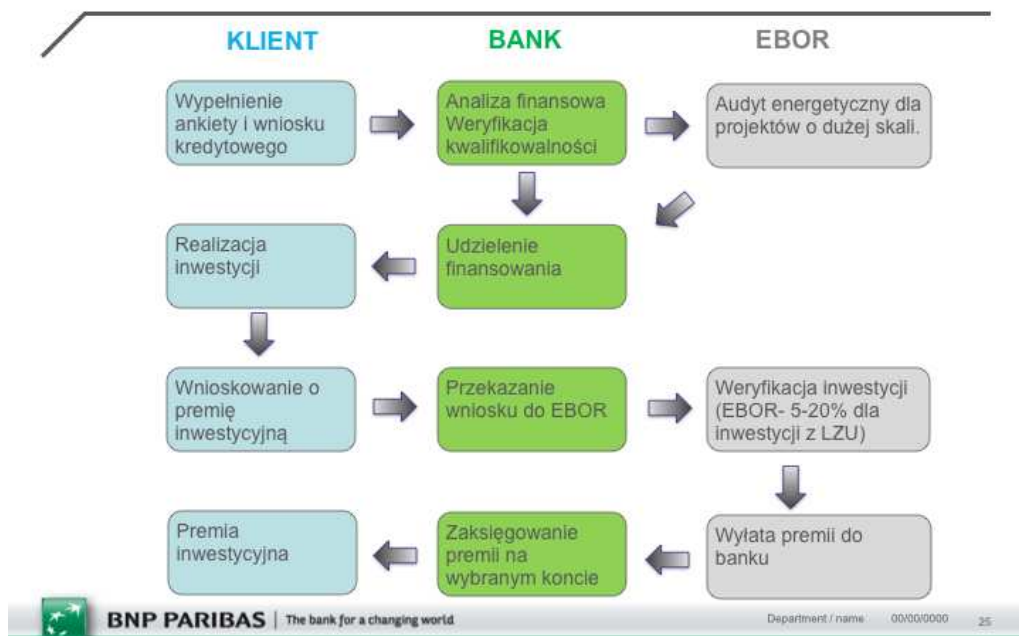 KLIENT BANK EBOR
Wypełnienie
ankiety i wniosku
kredytowego
Analiza finansowa
Weryfikacja
kwalifikowalności
Audyt energetyczny dla
projektów o dużej skali.
Realizacja
inwestycji
Udzielenie
finansowania
Wnioskowanie o
premię
inwestycyjną
Przekazanie
wniosku do EBOR
Weryfikacja inwestycji
(EBOR- 5-20% dla
inwestycji z LZU)
Premia
inwestycyjna
Zaksięgowanie
premii na
wybranym koncie
Wyłata premii do
banku
BNP PARIBAS | The bank for a changing world
Department / name 00/00/0000 25